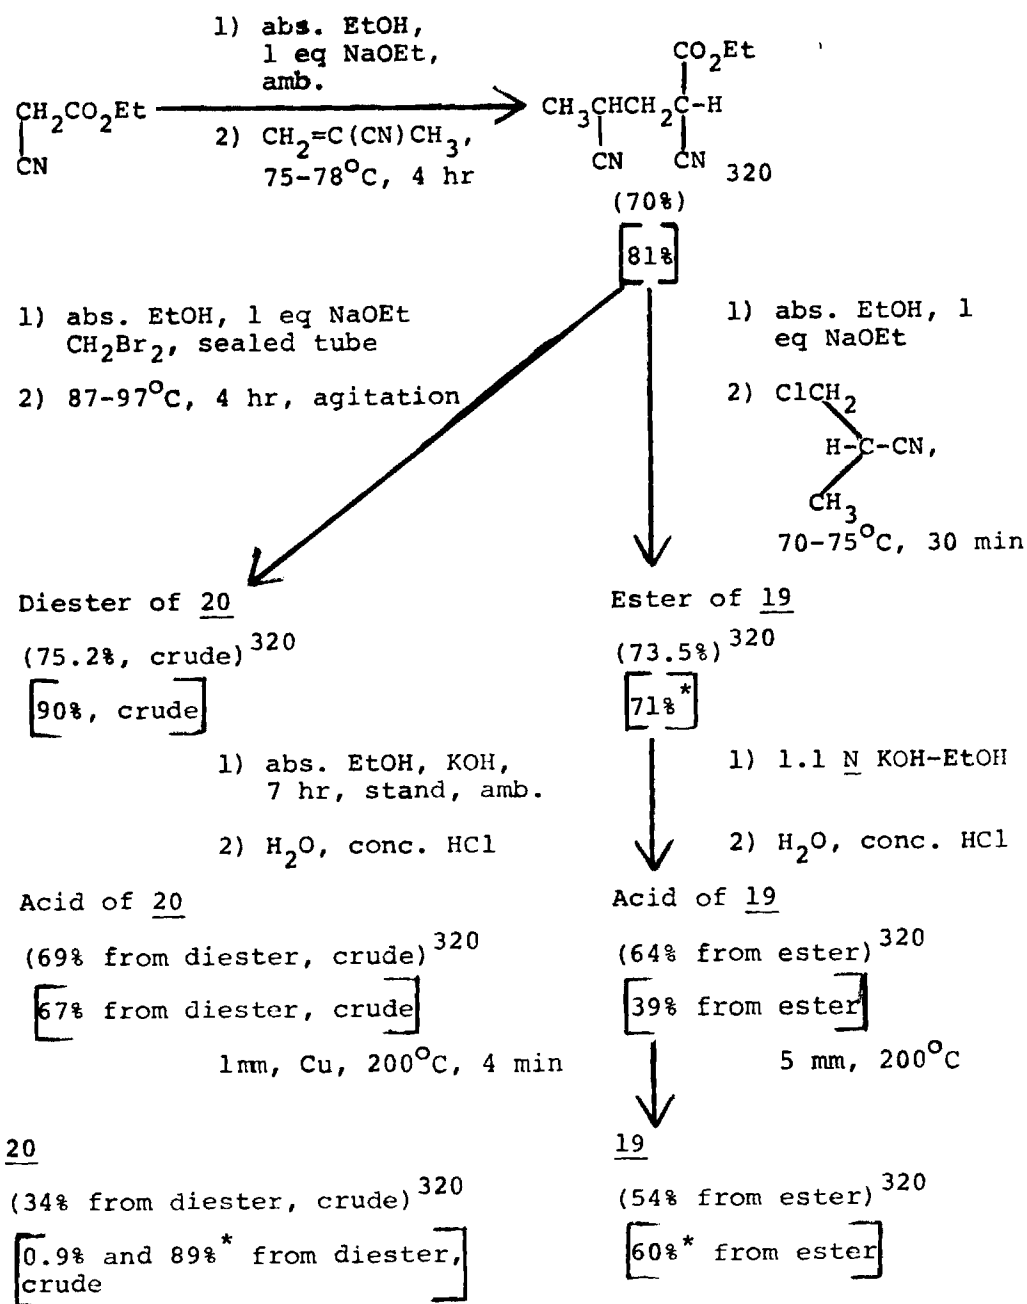 1) abs. EtOH,
1 eq NaOEt,
amb.
CH2CO2Et
CN
2) CH2=C(CN)CH3,
75-78°C, 4 hr
CO2Et
CH3CHCH2C-H
CN CN 320
(70%)
[81%]
1) abs. EtOH, 1 eq NaOEt
CH2Br2, sealed tube
2) 87-97°C, 4 hr, agitation
1) abs. EtOH, 1
eq NaOEt
2) ClCH2
H-C-CN,
CH3
70-75°C, 30 min
Diester of 20
(75.2%, crude)320
[90%, crude]
Ester of 19
(73.5%)320
[71%*]
1) abs. EtOH, KOH,
7 hr, stand, amb.
2) H2O, conc. HCl
1) 1.1 N KOH-EtOH
2) H2O, conc. HCl
Acid of 20
(69% from diester, crude)320
[67% from diester, crude]
Acid of 19
(64% from ester)320
[39% from ester]
1mm, Cu, 200°C, 4 min
5 mm, 200°C
20
(34% from diester, crude)320
[0.9% and 89%* from diester,
crude]
19
(54% from ester)320
[60%* from ester]